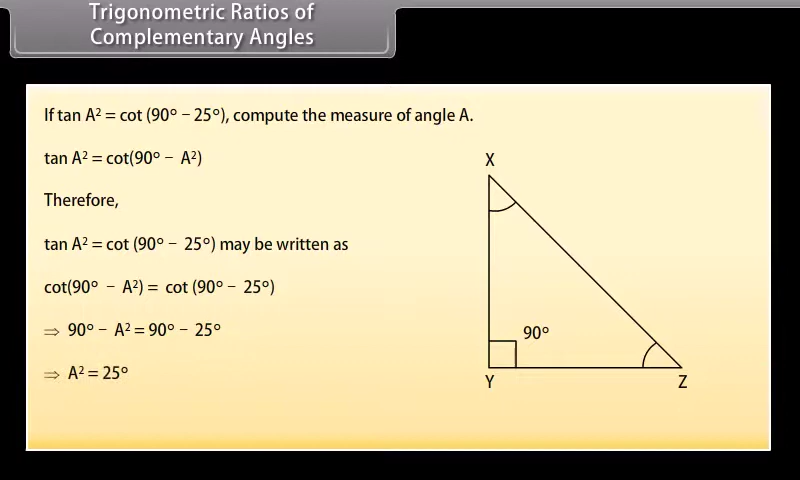 Trigonometric Ratios of
Complementary Angles
If tan A² = cot (90° − 25°), compute the measure of angle A.
tan A² = cot(90° − A²)
Therefore,
tan A² = cot (90° − 25°) may be written as
cot(90° − A²) = cot (90° − 25°)
⇒ 90° − A² = 90° − 25°
⇒ A² = 25°
X
90°
Y
Z